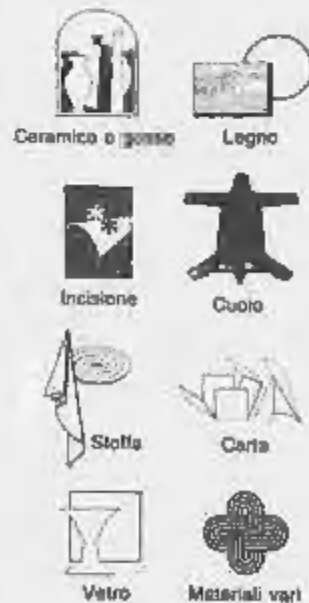 Ceramica e gesso
Legno
Incisione
Cuoio
Stoffa
Carta
Vetro
Materiali vari